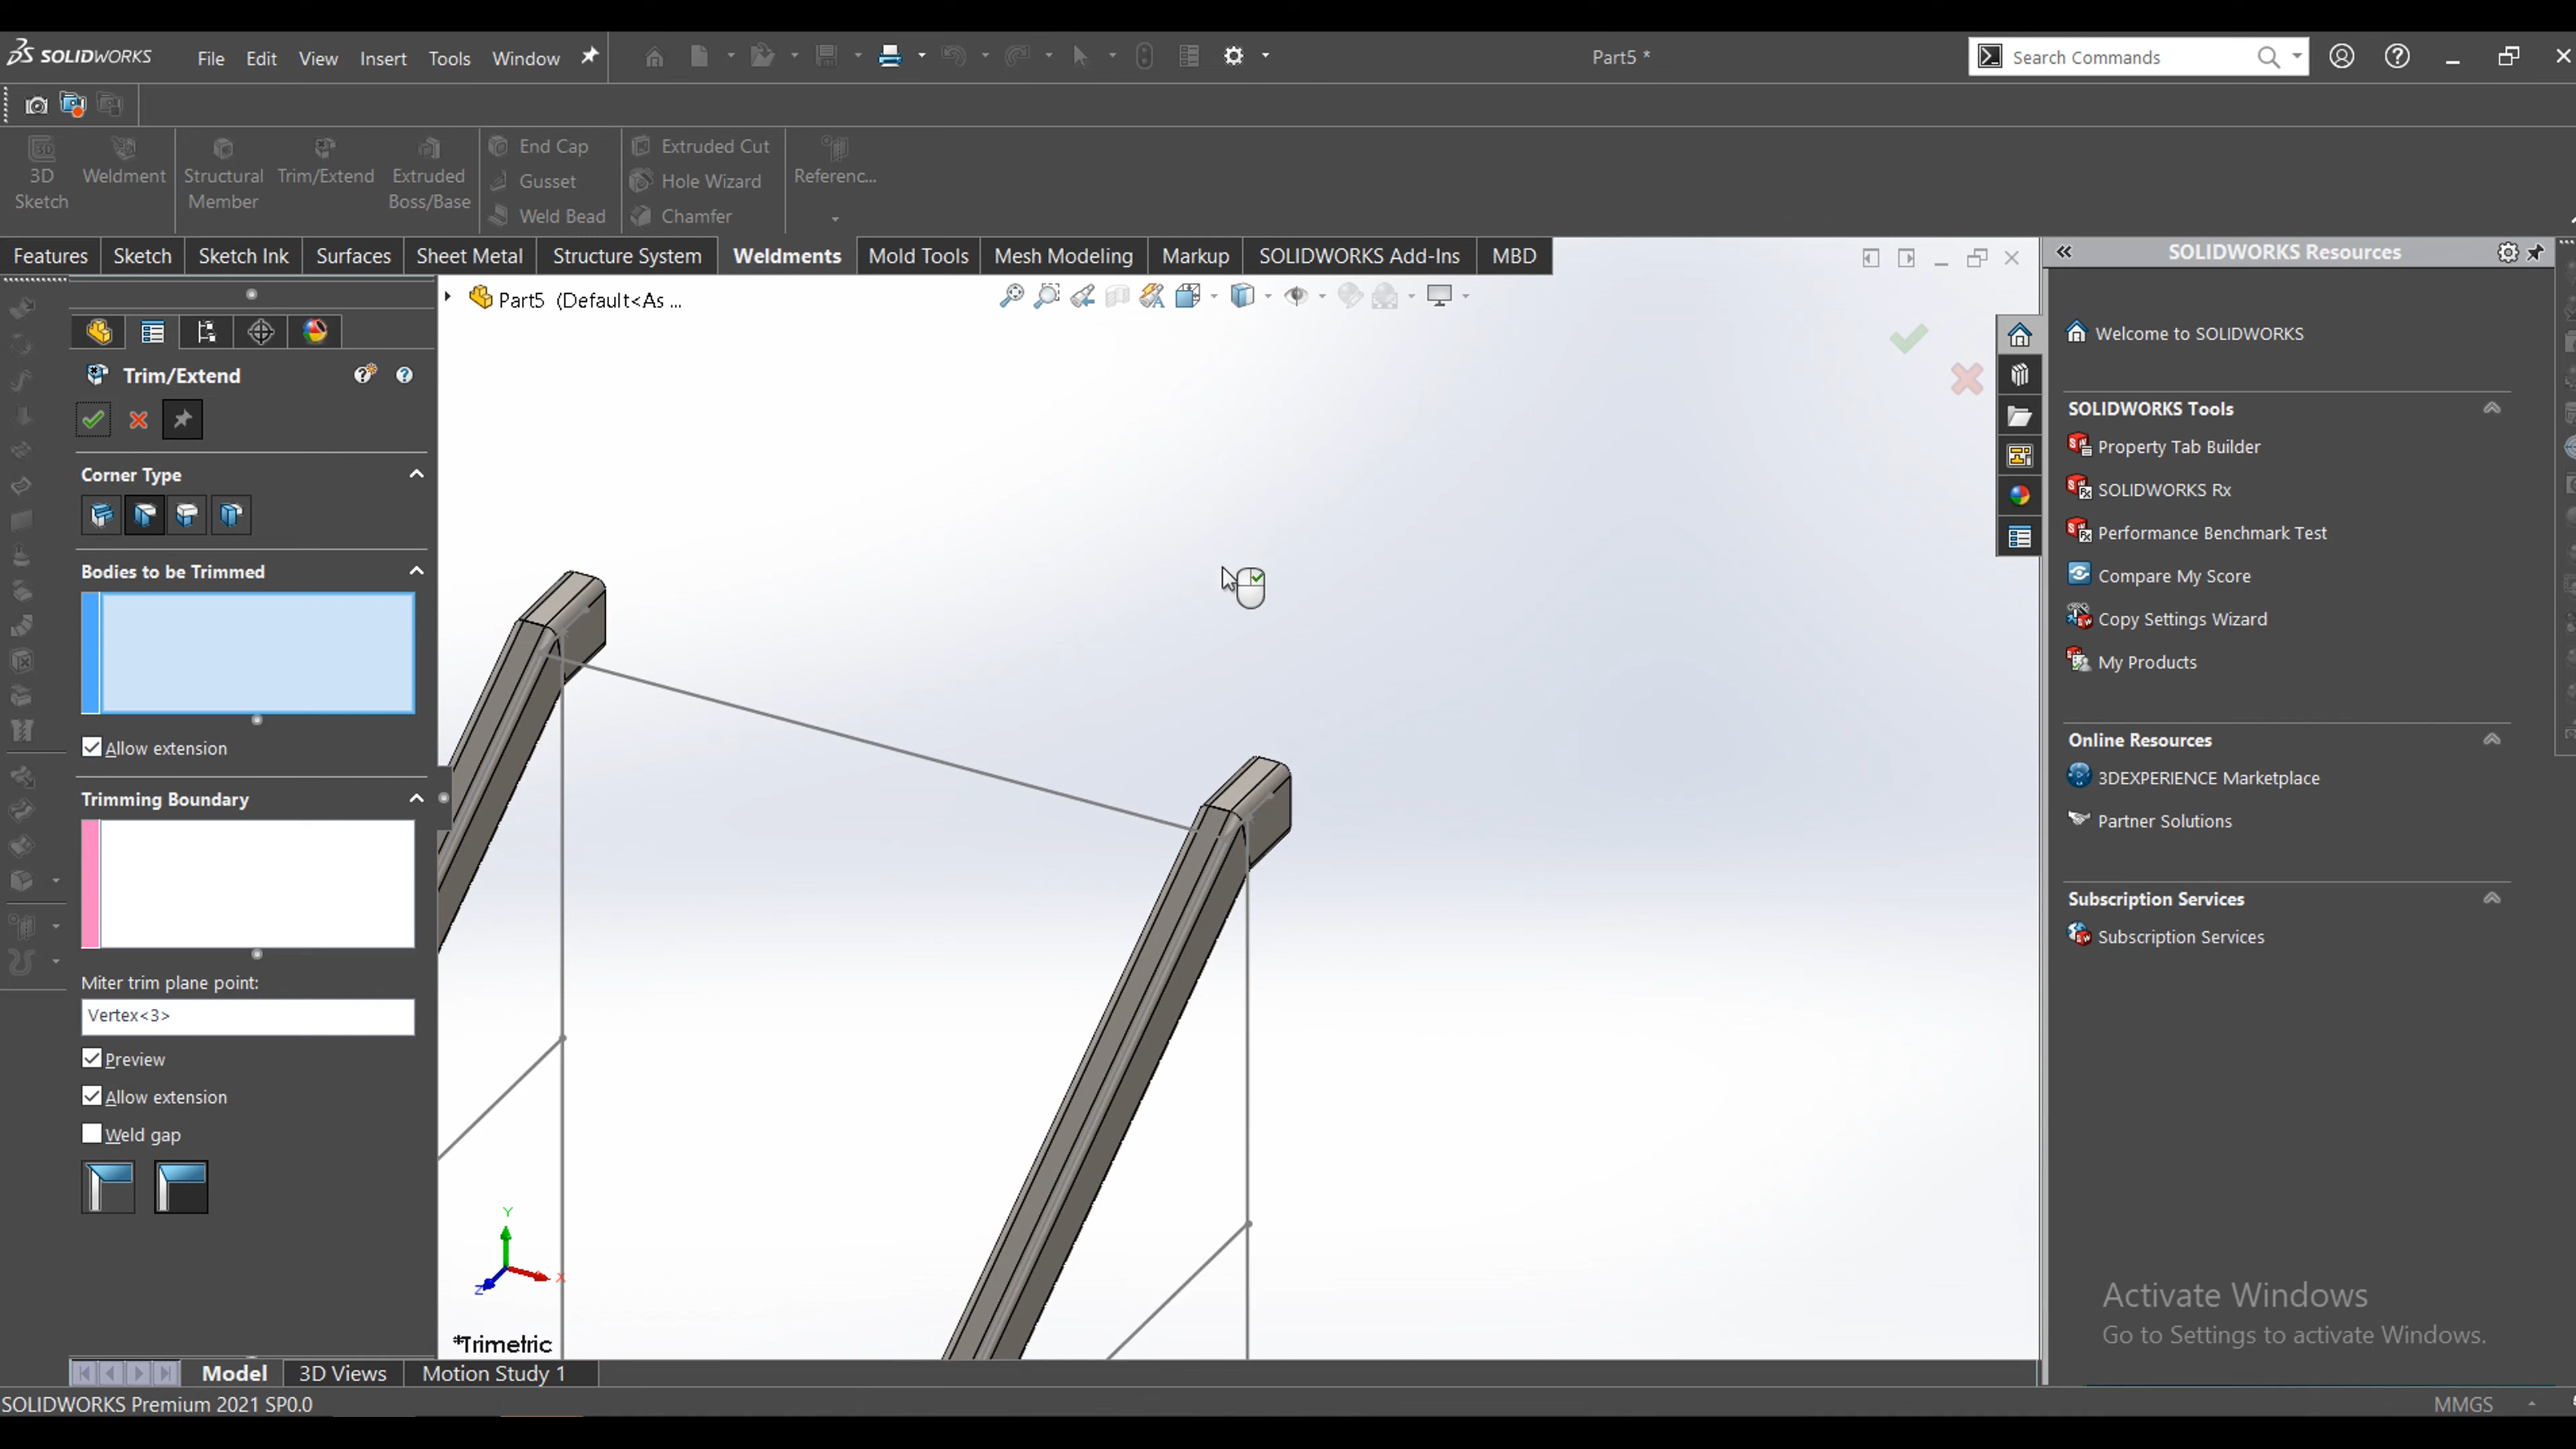 SOLIDWORKS File Edit View Insert Tools Window
Part5 *
Search Commands
3D Sketch
Weldment
Structural Member
Trim/Extend
Extruded Boss/Base
End Cap
Gusset
Weld Bead
Extruded Cut
Hole Wizard
Chamfer
Referenc...
Features Sketch Sketch Ink Surfaces Sheet Metal Structure System Weldments Mold Tools Mesh Modeling Markup SOLIDWORKS Add-Ins MBD
Part5 (Default<As ...
Trim/Extend
Corner Type
Bodies to be Trimmed
Allow extension
Trimming Boundary
Miter trim plane point:
Vertex<3>
Preview
Allow extension
Weld gap
Y
X
Z
*Trimetric
SOLIDWORKS Resources
Welcome to SOLIDWORKS
SOLIDWORKS Tools
Property Tab Builder
SOLIDWORKS Rx
Performance Benchmark Test
Compare My Score
Copy Settings Wizard
My Products
Online Resources
3DEXPERIENCE Marketplace
Partner Solutions
Subscription Services
Subscription Services
Activate Windows
Go to Settings to activate Windows.
Model 3D Views Motion Study 1
SOLIDWORKS Premium 2021 SP0.0
MMGS